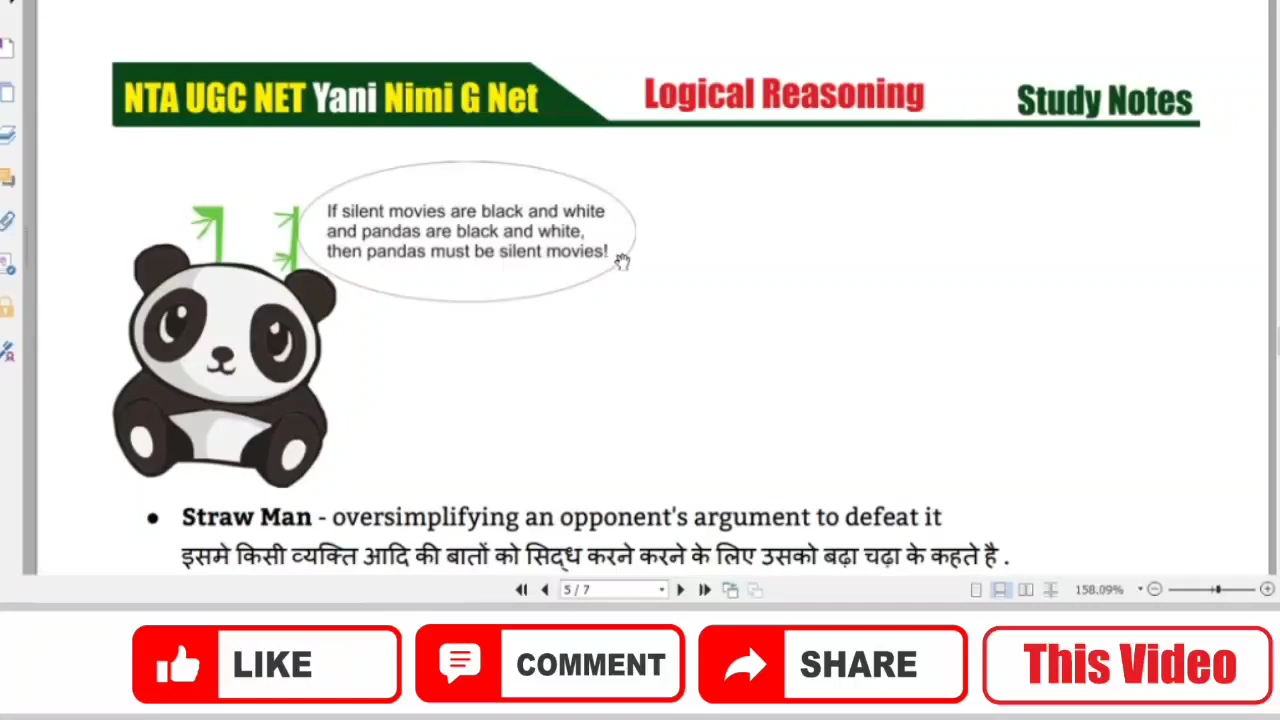 NTA UGC NET Yani Nimi G Net
Logical Reasoning
Study Notes
If silent movies are black and white
and pandas are black and white,
then pandas must be silent movies!
● Straw Man - oversimplifying an opponent's argument to defeat it
इसमे किसी व्यक्ति आदि की बातों को सिद्ध करने करने के लिए उसको बढ़ा चढ़ा के कहते है .
5 / 7
158.09%
LIKE
COMMENT
SHARE
This Video